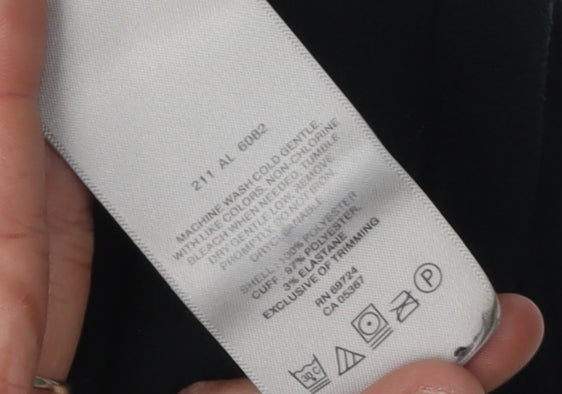 211 AL 6082
MACHINE WASH COLD GENTLE
WITH LIKE COLORS, NON-CHLORINE
BLEACH WHEN NEEDED, TUMBLE
DRY GENTLE LOW, REMOVE
PROMPTLY, DO NOT IRON
DRYCLEANABLE
SHELL : 100% POLYESTER
CUFF : 97% POLYESTER,
3% ELASTANE
EXCLUSIVE OF TRIMMING
RN 69724
CA 05367
30C P